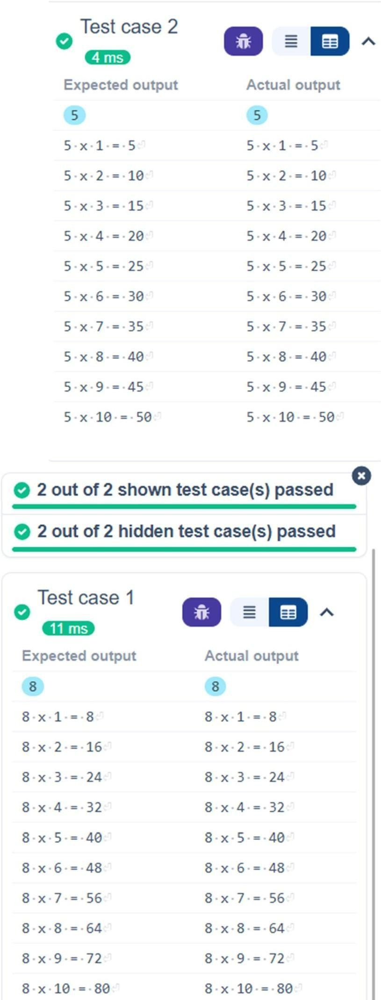 Test case 2
4 ms
Expected output Actual output
5 5
5·x·1·=·5⏎ 5·x·1·=·5⏎
5·x·2·=·10⏎ 5·x·2·=·10⏎
5·x·3·=·15⏎ 5·x·3·=·15⏎
5·x·4·=·20⏎ 5·x·4·=·20⏎
5·x·5·=·25⏎ 5·x·5·=·25⏎
5·x·6·=·30⏎ 5·x·6·=·30⏎
5·x·7·=·35⏎ 5·x·7·=·35⏎
5·x·8·=·40⏎ 5·x·8·=·40⏎
5·x·9·=·45⏎ 5·x·9·=·45⏎
5·x·10·=·50⏎ 5·x·10·=·50⏎
2 out of 2 shown test case(s) passed
2 out of 2 hidden test case(s) passed
Test case 1
11 ms
Expected output Actual output
8 8
8·x·1·=·8⏎ 8·x·1·=·8⏎
8·x·2·=·16⏎ 8·x·2·=·16⏎
8·x·3·=·24⏎ 8·x·3·=·24⏎
8·x·4·=·32⏎ 8·x·4·=·32⏎
8·x·5·=·40⏎ 8·x·5·=·40⏎
8·x·6·=·48⏎ 8·x·6·=·48⏎
8·x·7·=·56⏎ 8·x·7·=·56⏎
8·x·8·=·64⏎ 8·x·8·=·64⏎
8·x·9·=·72⏎ 8·x·9·=·72⏎
8·x·10·=·80⏎ 8·x·10·=·80⏎